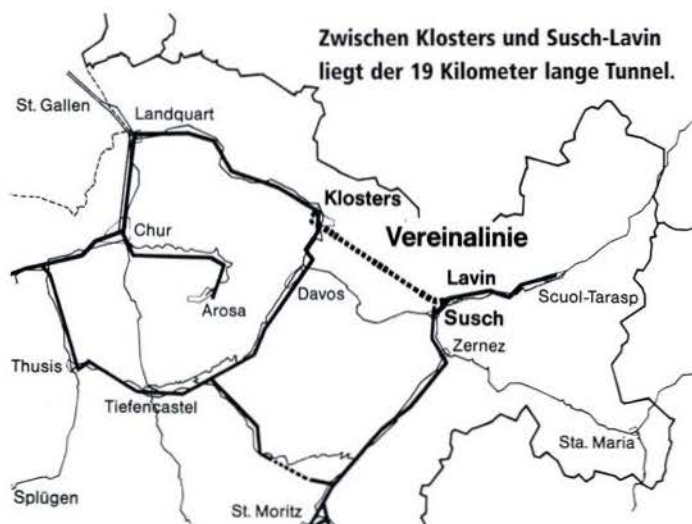 Zwischen Klosters und Susch-Lavin
liegt der 19 Kilometer lange Tunnel.
St. Gallen
Landquart
Klosters
Chur
Vereinalinie
Lavin
Arosa
Davos
Scuol-Tarasp
Susch
Thusis
Zernez
Tiefencastel
Sta. Maria
Splügen
St. Moritz